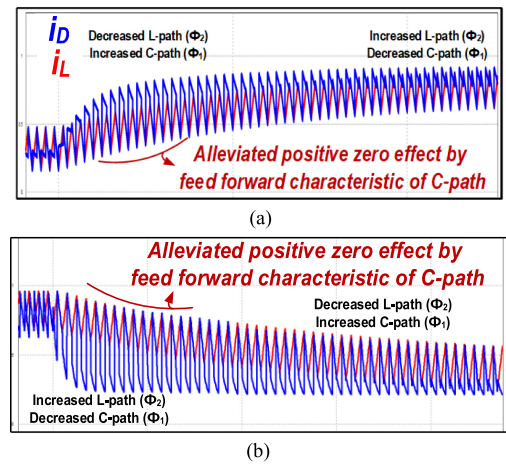 i_D
i_L
Decreased L-path (Φ₂)
Increased C-path (Φ₁)
Increased L-path (Φ₂)
Decreased C-path (Φ₁)
Alleviated positive zero effect by
feed forward characteristic of C-path
(a)
Alleviated positive zero effect by
feed forward characteristic of C-path
Decreased L-path (Φ₂)
Increased C-path (Φ₁)
Increased L-path (Φ₂)
Decreased C-path (Φ₁)
(b)